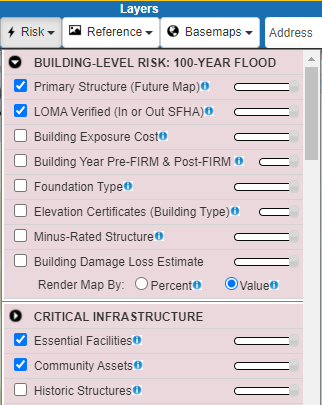 Layers
Risk Reference Basemaps Address
BUILDING-LEVEL RISK: 100-YEAR FLOOD
Primary Structure (Future Map)
LOMA Verified (In or Out SFHA)
Building Exposure Cost
Building Year Pre-FIRM & Post-FIRM
Foundation Type
Elevation Certificates (Building Type)
Minus-Rated Structure
Building Damage Loss Estimate
Render Map By: Percent Value
CRITICAL INFRASTRUCTURE
Essential Facilities
Community Assets
Historic Structures